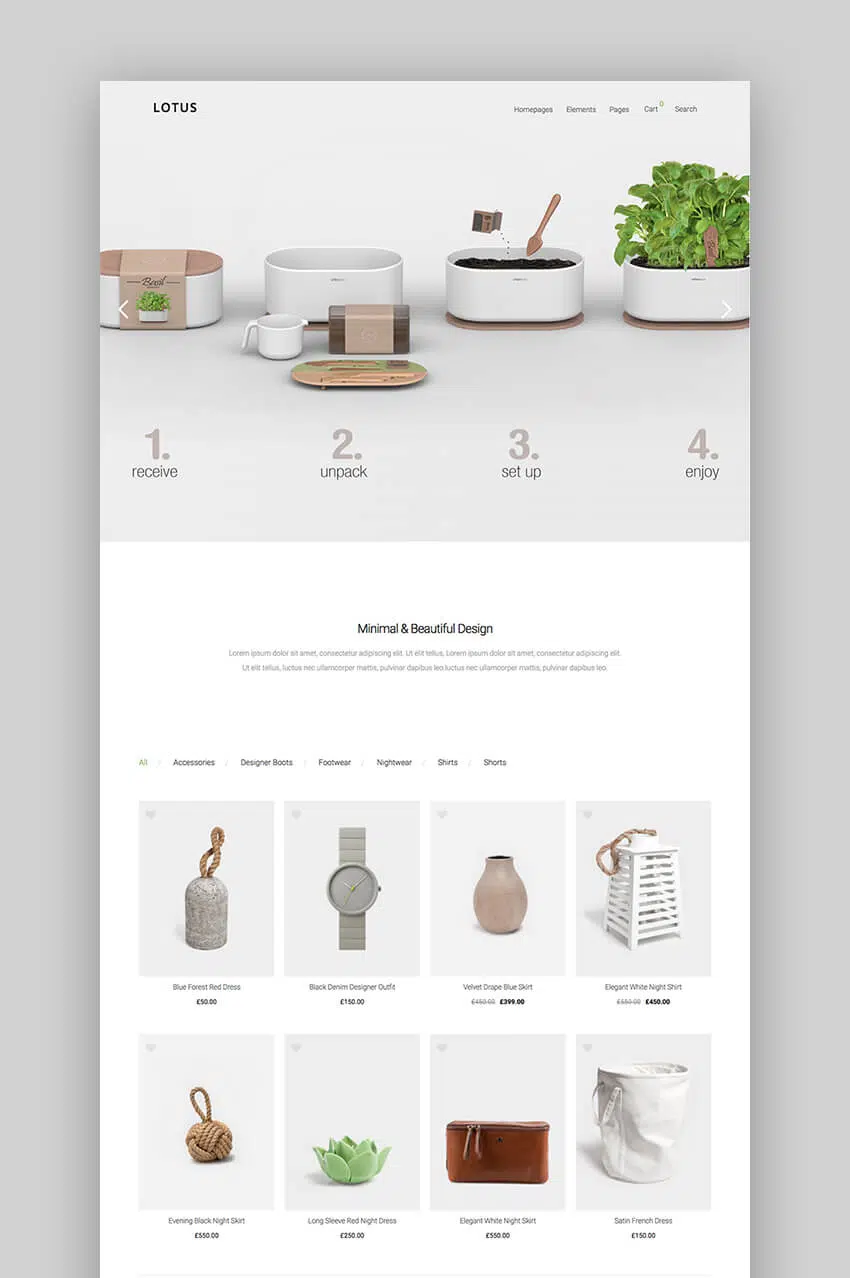 LOTUS
Homepages Elements Pages Cart 0 Search
Basil
1. 2. 3. 4.
receive unpack set up enjoy
Minimal & Beautiful Design
Lorem ipsum dolor sit amet, consectetur adipiscing elit. Ut elit tellus, Lorem ipsum dolor sit amet, consectetur adipiscing elit.
Ut elit tellus, luctus nec ullamcorper mattis, pulvinar dapibus leo.luctus nec ullamcorper mattis, pulvinar dapibus leo.
All / Accessories / Designer Boots / Footwear / Nightwear / Shirts / Shorts
Blue Forest Red Dress Black Denim Designer Outfit Velvet Drape Blue Skirt Elegant White Night Shirt
£50.00 £150.00 £450.00 £399.00 £550.00 £450.00
Evening Black Night Skirt Long Sleeve Red Night Dress Elegant White Night Skirt Satin French Dress
£550.00 £250.00 £550.00 £150.00